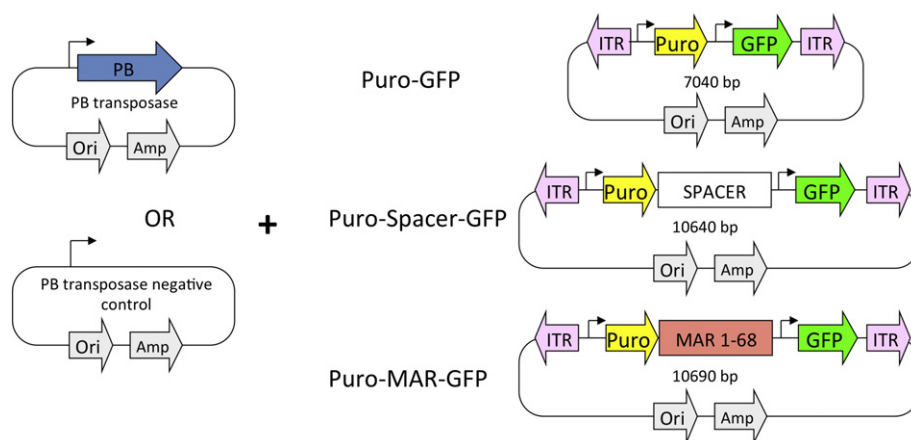 PB
PB transposase
Ori
Amp
OR
PB transposase negative
control
Ori
Amp
+
Puro-GFP
ITR
Puro
GFP
ITR
7040 bp
Ori
Amp
Puro-Spacer-GFP
ITR
Puro
SPACER
GFP
ITR
10640 bp
Ori
Amp
Puro-MAR-GFP
ITR
Puro
MAR 1-68
GFP
ITR
10690 bp
Ori
Amp